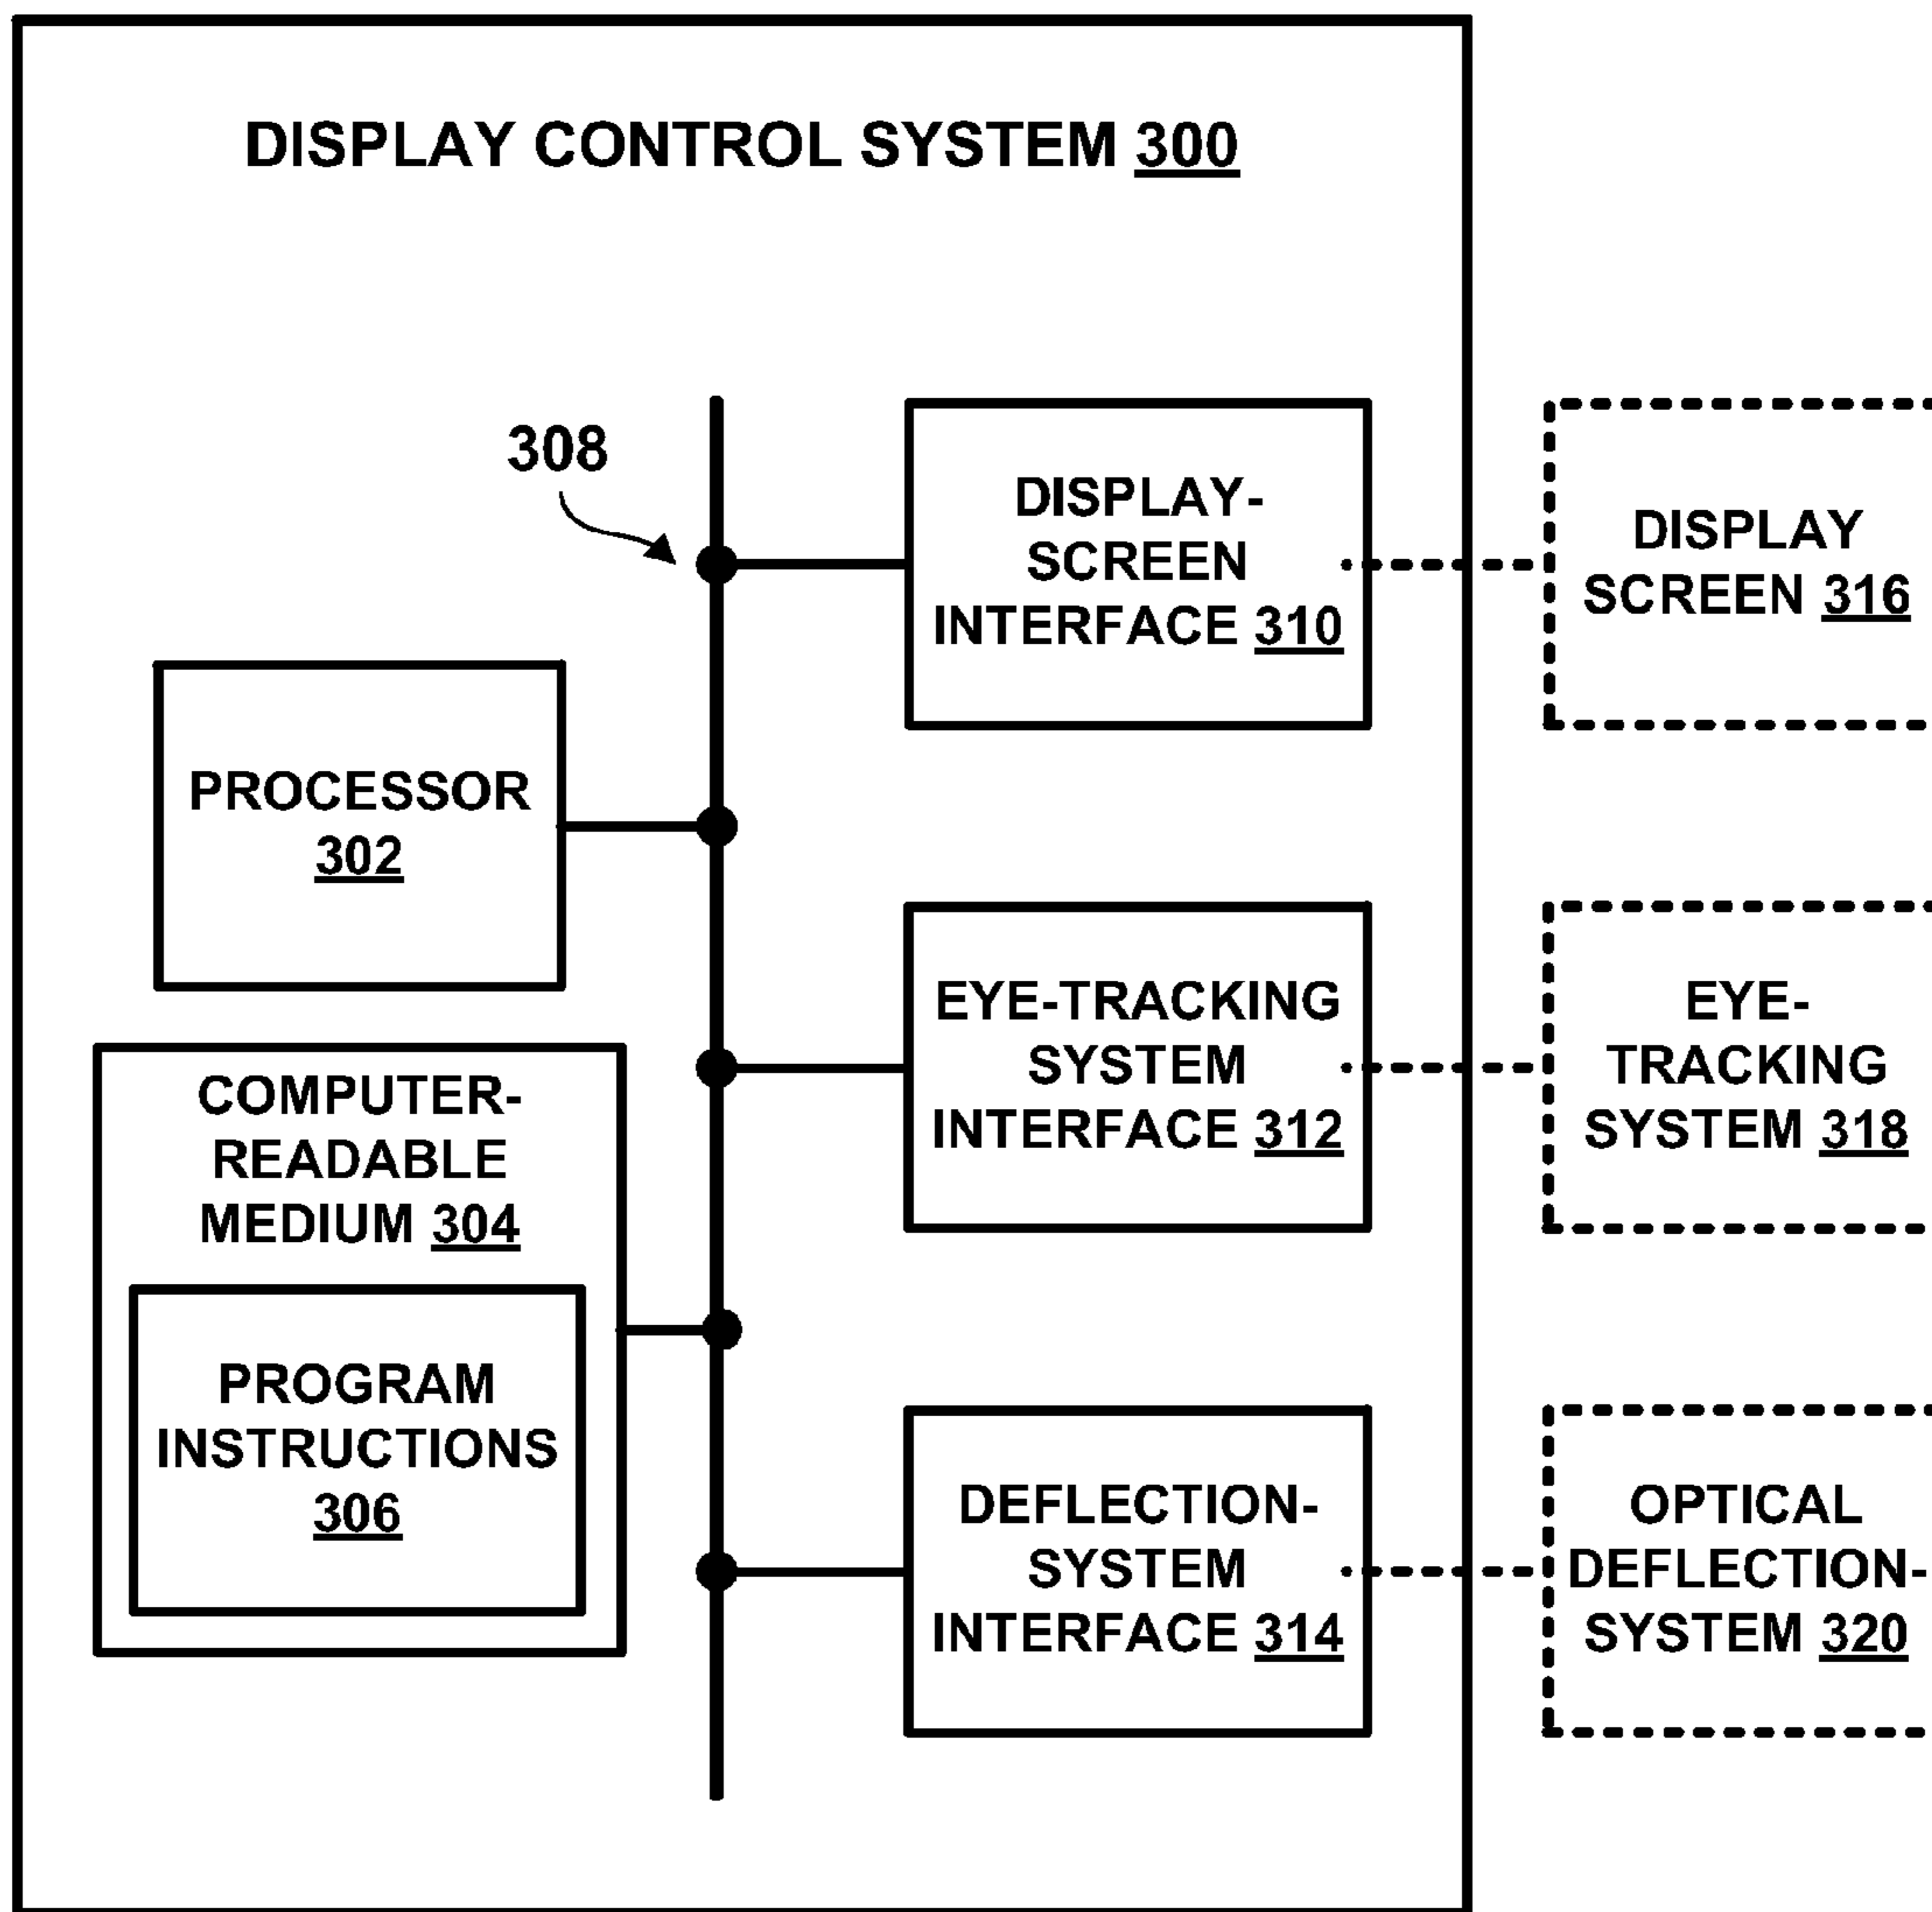 DISPLAY CONTROL SYSTEM 300
308
DISPLAY-
SCREEN
INTERFACE 310
DISPLAY
SCREEN 316
PROCESSOR
302
EYE-TRACKING
SYSTEM
INTERFACE 312
EYE-
TRACKING
SYSTEM 318
COMPUTER-
READABLE
MEDIUM 304
PROGRAM
INSTRUCTIONS
306
DEFLECTION-
SYSTEM
INTERFACE 314
OPTICAL
DEFLECTION-
SYSTEM 320